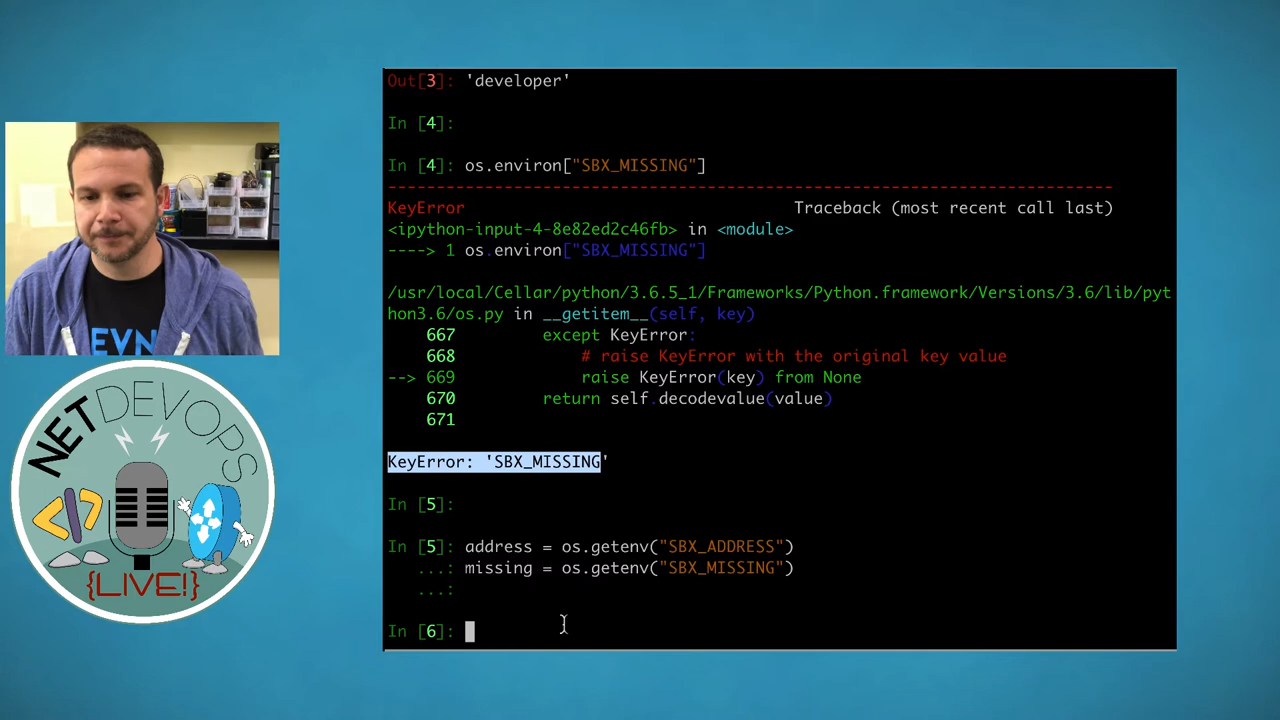 Out[3]: 'developer'
In [4]:
In [4]: os.environ["SBX_MISSING"]
---------------------------------------------------------------------------
KeyError                                  Traceback (most recent call last)
<ipython-input-4-8e82ed2c46fb> in <module>
----> 1 os.environ["SBX_MISSING"]
/usr/local/Cellar/python/3.6.5_1/Frameworks/Python.framework/Versions/3.6/lib/pyt
hon3.6/os.py in __getitem__(self, key)
667         except KeyError:
668             # raise KeyError with the original key value
--> 669             raise KeyError(key) from None
670         return self.decodevalue(value)
671
KeyError: 'SBX_MISSING'
In [5]:
In [5]: address = os.getenv("SBX_ADDRESS")
...: missing = os.getenv("SBX_MISSING")
...:
In [6]:
EVN
NETDEVOPS
</>
{LIVE!}